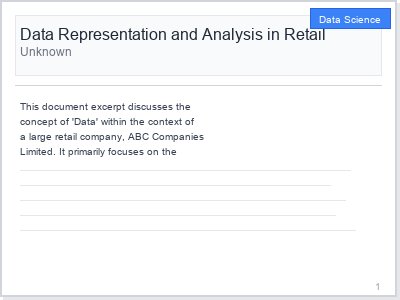 Data Science
Data Representation and Analysis in Retail
Unknown
This document excerpt discusses the
concept of 'Data' within the context of
a large retail company, ABC Companies
Limited. It primarily focuses on the
1